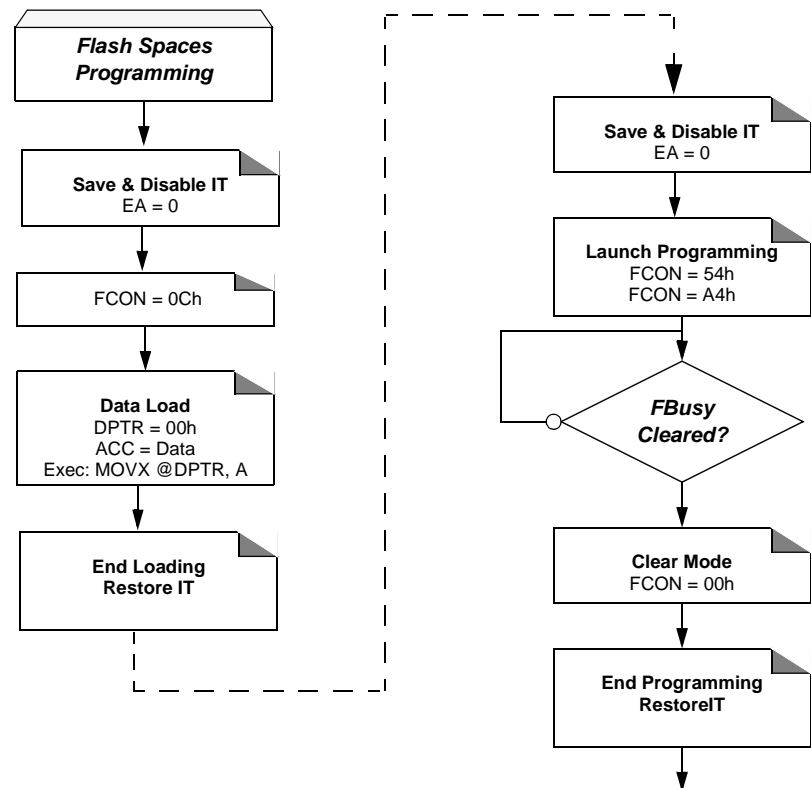 Flash Spaces
Programming
Save & Disable IT
EA = 0
FCON = 0Ch
Data Load
DPTR = 00h
ACC = Data
Exec: MOVX @DPTR, A
End Loading
Restore IT
Save & Disable IT
EA = 0
Launch Programming
FCON = 54h
FCON = A4h
FBusy
Cleared?
Clear Mode
FCON = 00h
End Programming
RestoreIT